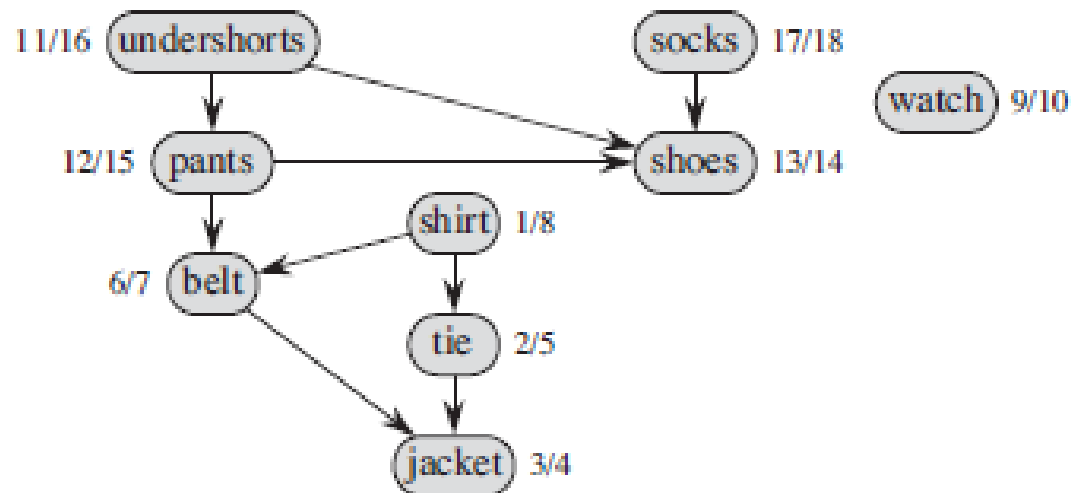 11/16 undershorts socks 17/18
watch 9/10
12/15 pants shoes 13/14
shirt 1/8
6/7 belt
tie 2/5
jacket 3/4